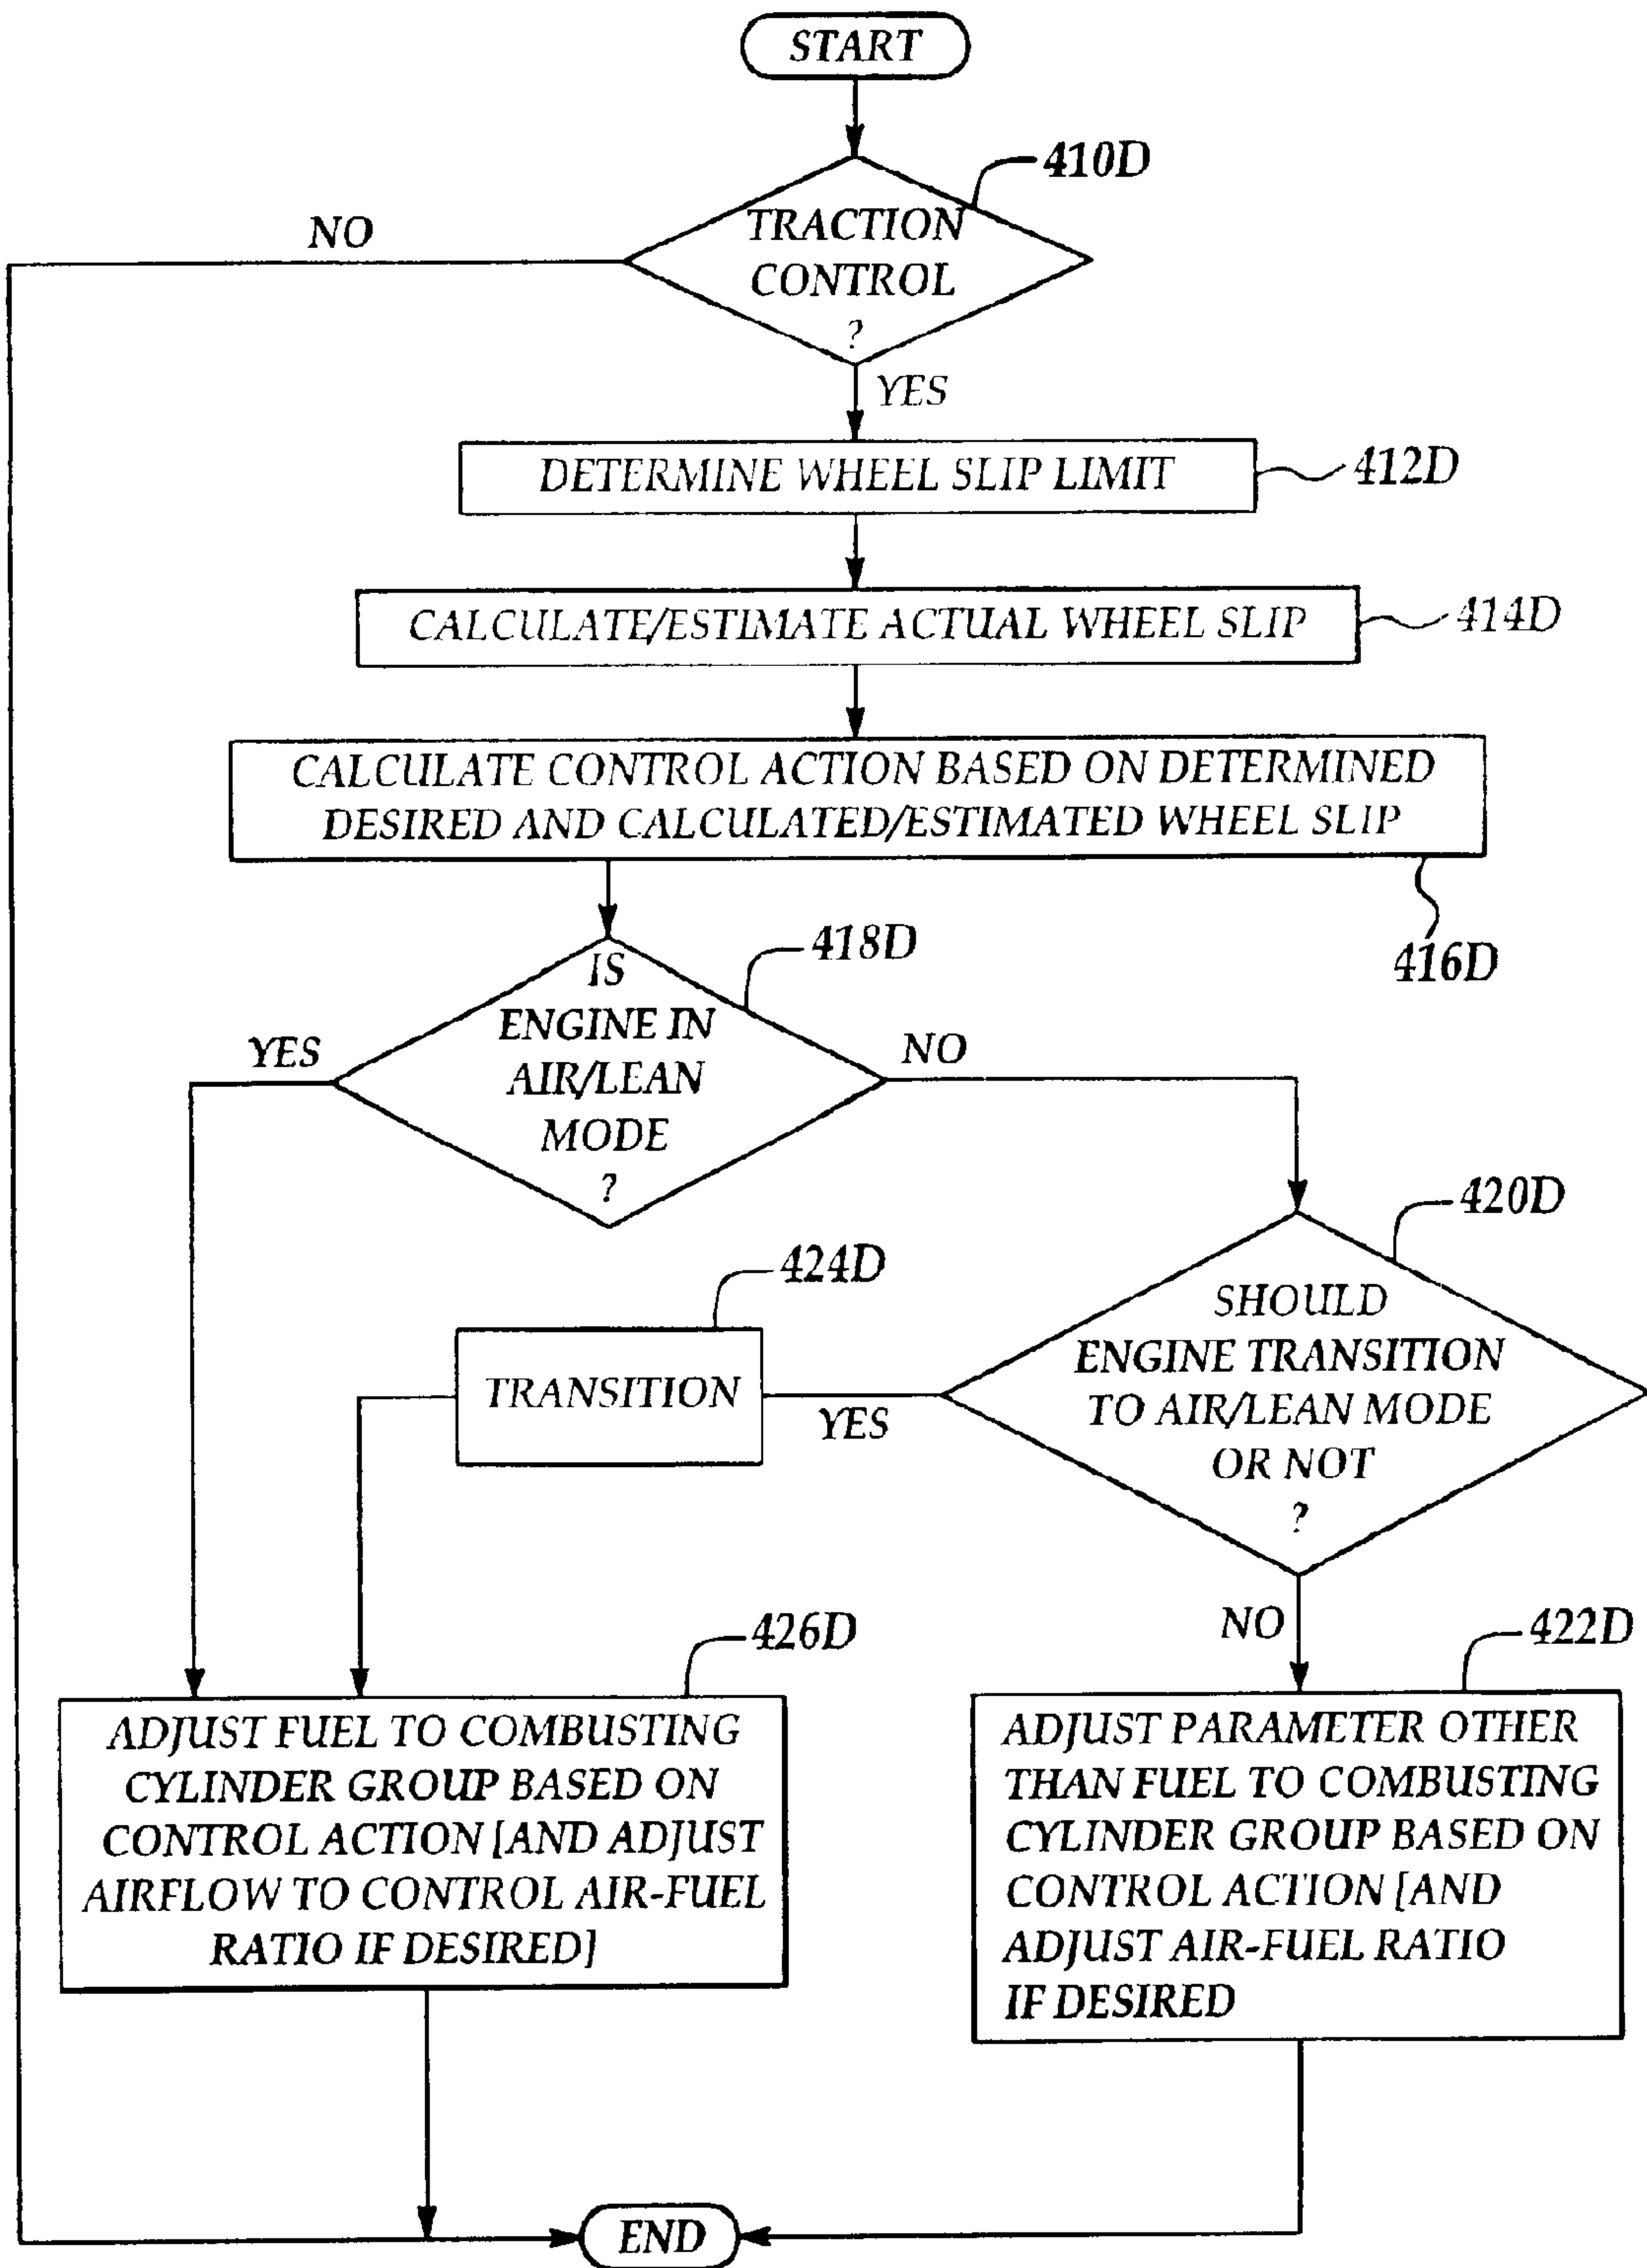 START
410D
NO
TRACTION
CONTROL
?
YES
DETERMINE WHEEL SLIP LIMIT
412D
CALCULATE/ESTIMATE ACTUAL WHEEL SLIP
414D
CALCULATE CONTROL ACTION BASED ON DETERMINED
DESIRED AND CALCULATED/ESTIMATED WHEEL SLIP
416D
418D
IS
ENGINE IN
AIR/LEAN
MODE
?
YES
NO
420D
424D
SHOULD
ENGINE TRANSITION
TO AIR/LEAN MODE
OR NOT
?
TRANSITION
YES
NO
426D
422D
ADJUST FUEL TO COMBUSTING
CYLINDER GROUP BASED ON
CONTROL ACTION [AND ADJUST
AIRFLOW TO CONTROL AIR-FUEL
RATIO IF DESIRED]
ADJUST PARAMETER OTHER
THAN FUEL TO COMBUSTING
CYLINDER GROUP BASED ON
CONTROL ACTION [AND
ADJUST AIR-FUEL RATIO
IF DESIRED
END